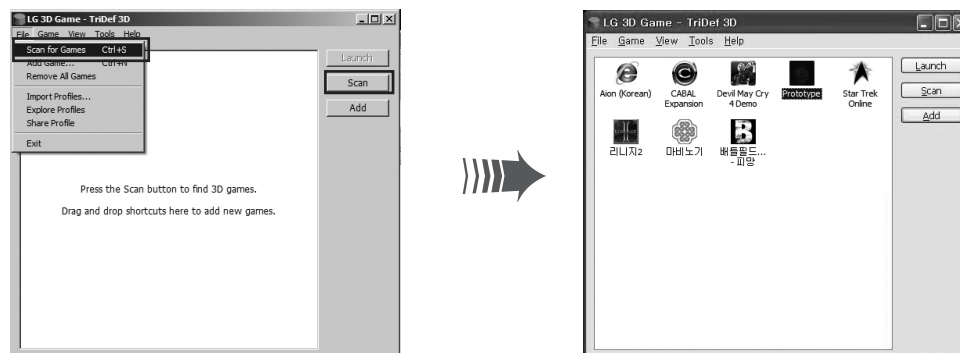 LG 3D Game - TriDef 3D
File Game View Tools Help
Scan for Games Ctrl+S
Add Game... Ctrl+N
Remove All Games
Import Profiles...
Explore Profiles
Share Profile
Exit
Launch
Scan
Add
Press the Scan button to find 3D games.
Drag and drop shortcuts here to add new games.
LG 3D Game - TriDef 3D
File Game View Tools Help
Aion (Korean)
CABAL
Expansion
Devil May Cry
4 Demo
Prototype
Star Trek
Online
리니지2
마비노기
배틀필드...
- 피망
Launch
Scan
Add